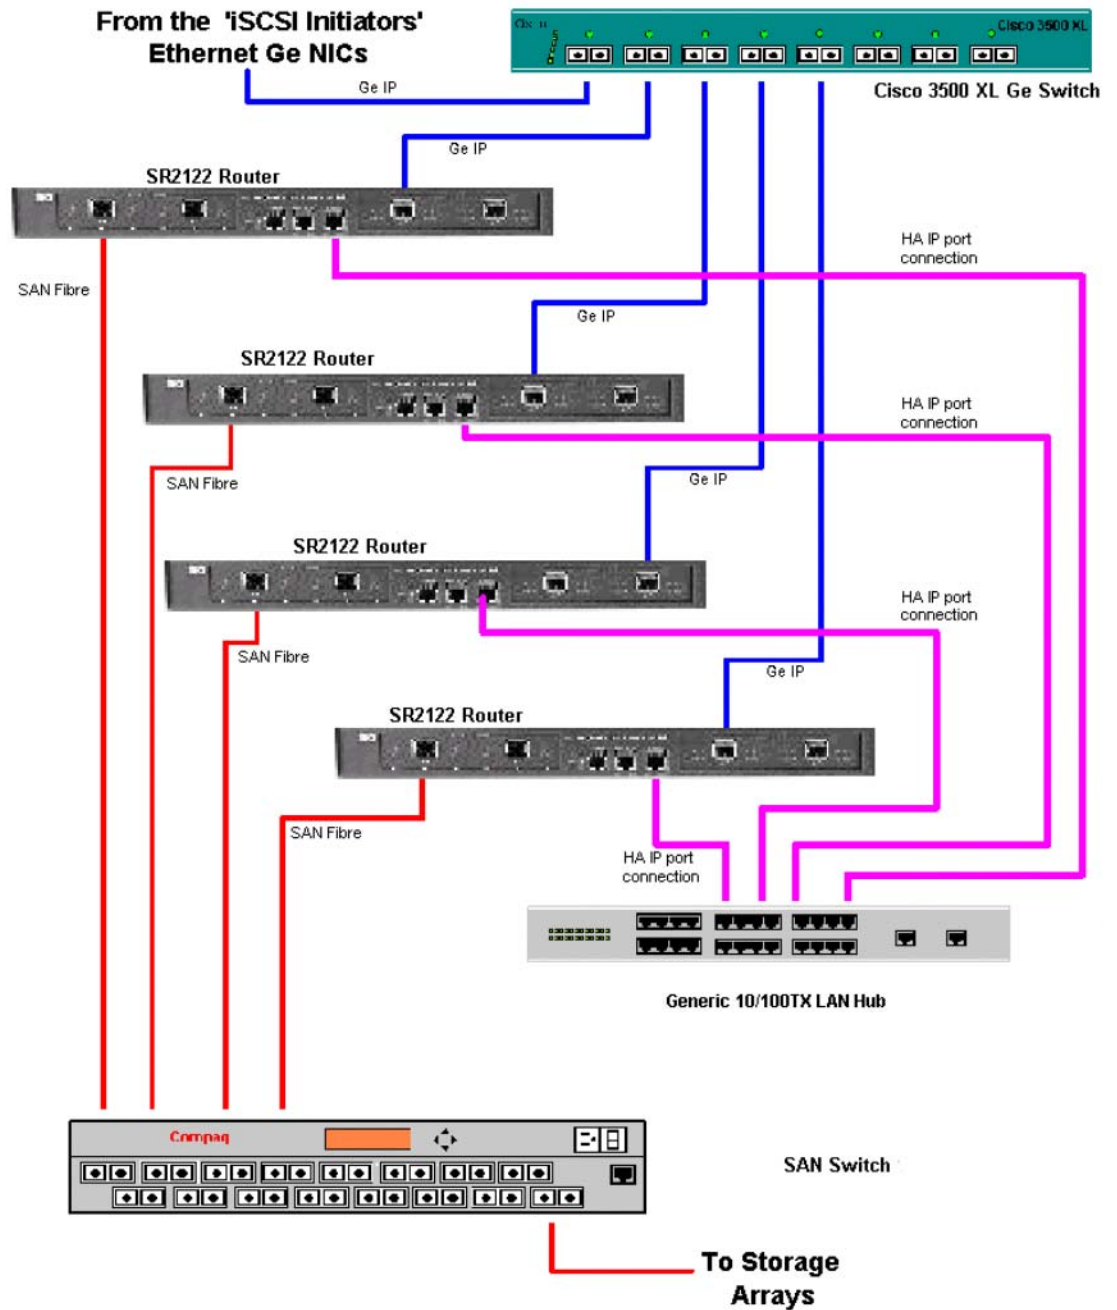 From the 'iSCSI Initiators'
Ethernet Ge NICs
Cisco 3500 XL
Ge IP
Cisco 3500 XL Ge Switch
Ge IP
SR2122 Router
HA IP port
connection
SAN Fibre
Ge IP
SR2122 Router
HA IP port
connection
SAN Fibre
Ge IP
SR2122 Router
HA IP port
connection
SAN Fibre
Ge IP
SR2122 Router
SAN Fibre
HA IP port
connection
Generic 10/100TX LAN Hub
Compaq
SAN Switch
To Storage
Arrays